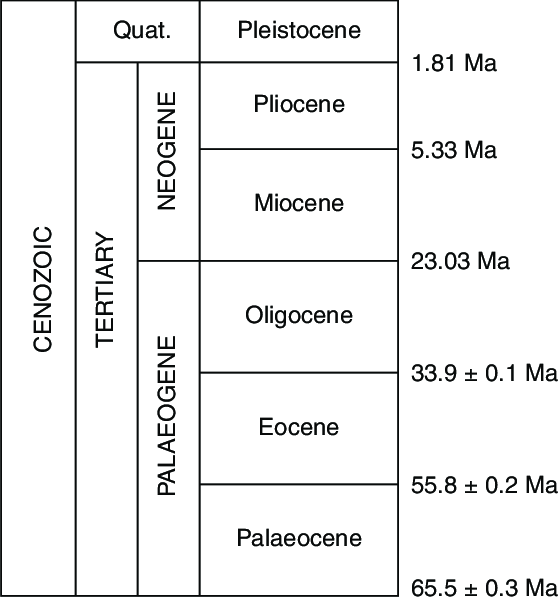 Quat.
Pleistocene
1.81 Ma
CENOZOIC
TERTIARY
NEOGENE
Pliocene
5.33 Ma
Miocene
23.03 Ma
PALAEOGENE
Oligocene
33.9 ± 0.1 Ma
Eocene
55.8 ± 0.2 Ma
Palaeocene
65.5 ± 0.3 Ma